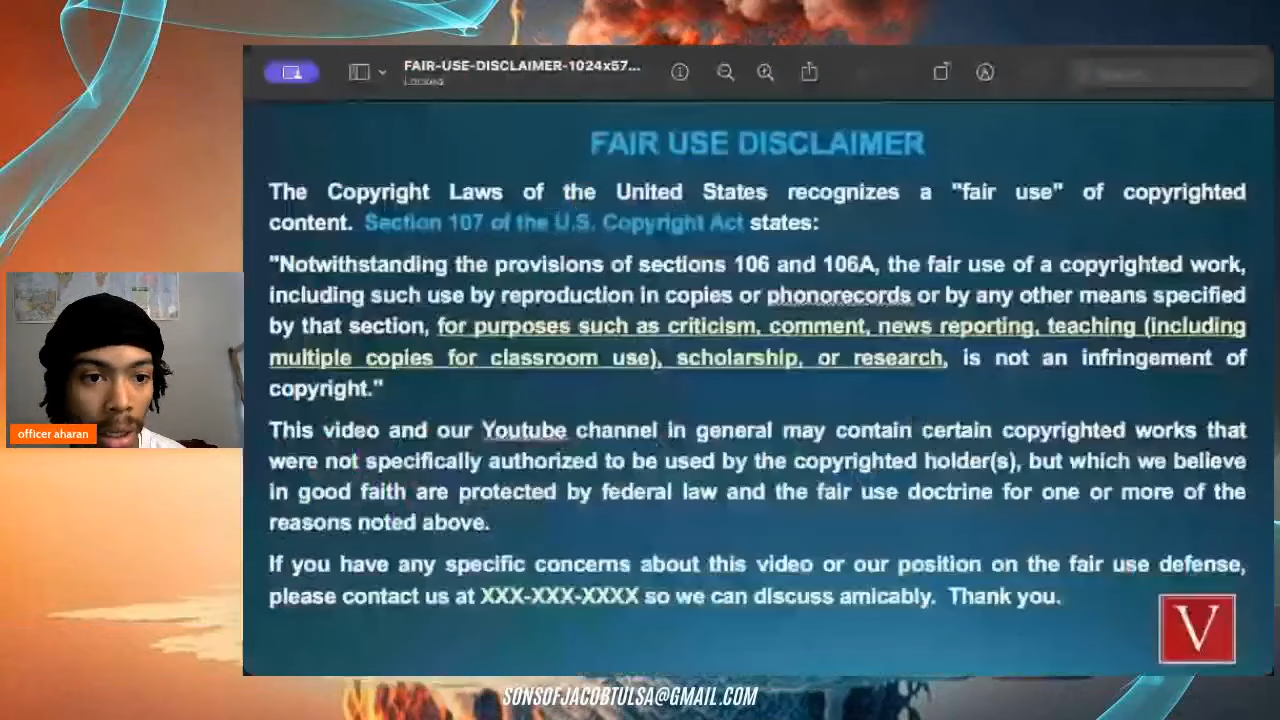 FAIR-USE-DISCLAIMER-1024x57...
Locked
FAIR USE DISCLAIMER
The Copyright Laws of the United States recognizes a "fair use" of copyrighted
content. Section 107 of the U.S. Copyright Act states:
"Notwithstanding the provisions of sections 106 and 106A, the fair use of a copyrighted work,
including such use by reproduction in copies or phonorecords or by any other means specified
by that section, for purposes such as criticism, comment, news reporting, teaching (including
multiple copies for classroom use), scholarship, or research, is not an infringement of
copyright."
This video and our Youtube channel in general may contain certain copyrighted works that
were not specifically authorized to be used by the copyrighted holder(s), but which we believe
in good faith are protected by federal law and the fair use doctrine for one or more of the
reasons noted above.
If you have any specific concerns about this video or our position on the fair use defense,
please contact us at XXX-XXX-XXXX so we can discuss amicably. Thank you.
V
officer aharan
SONSOFJACOBTULSA@GMAIL.COM